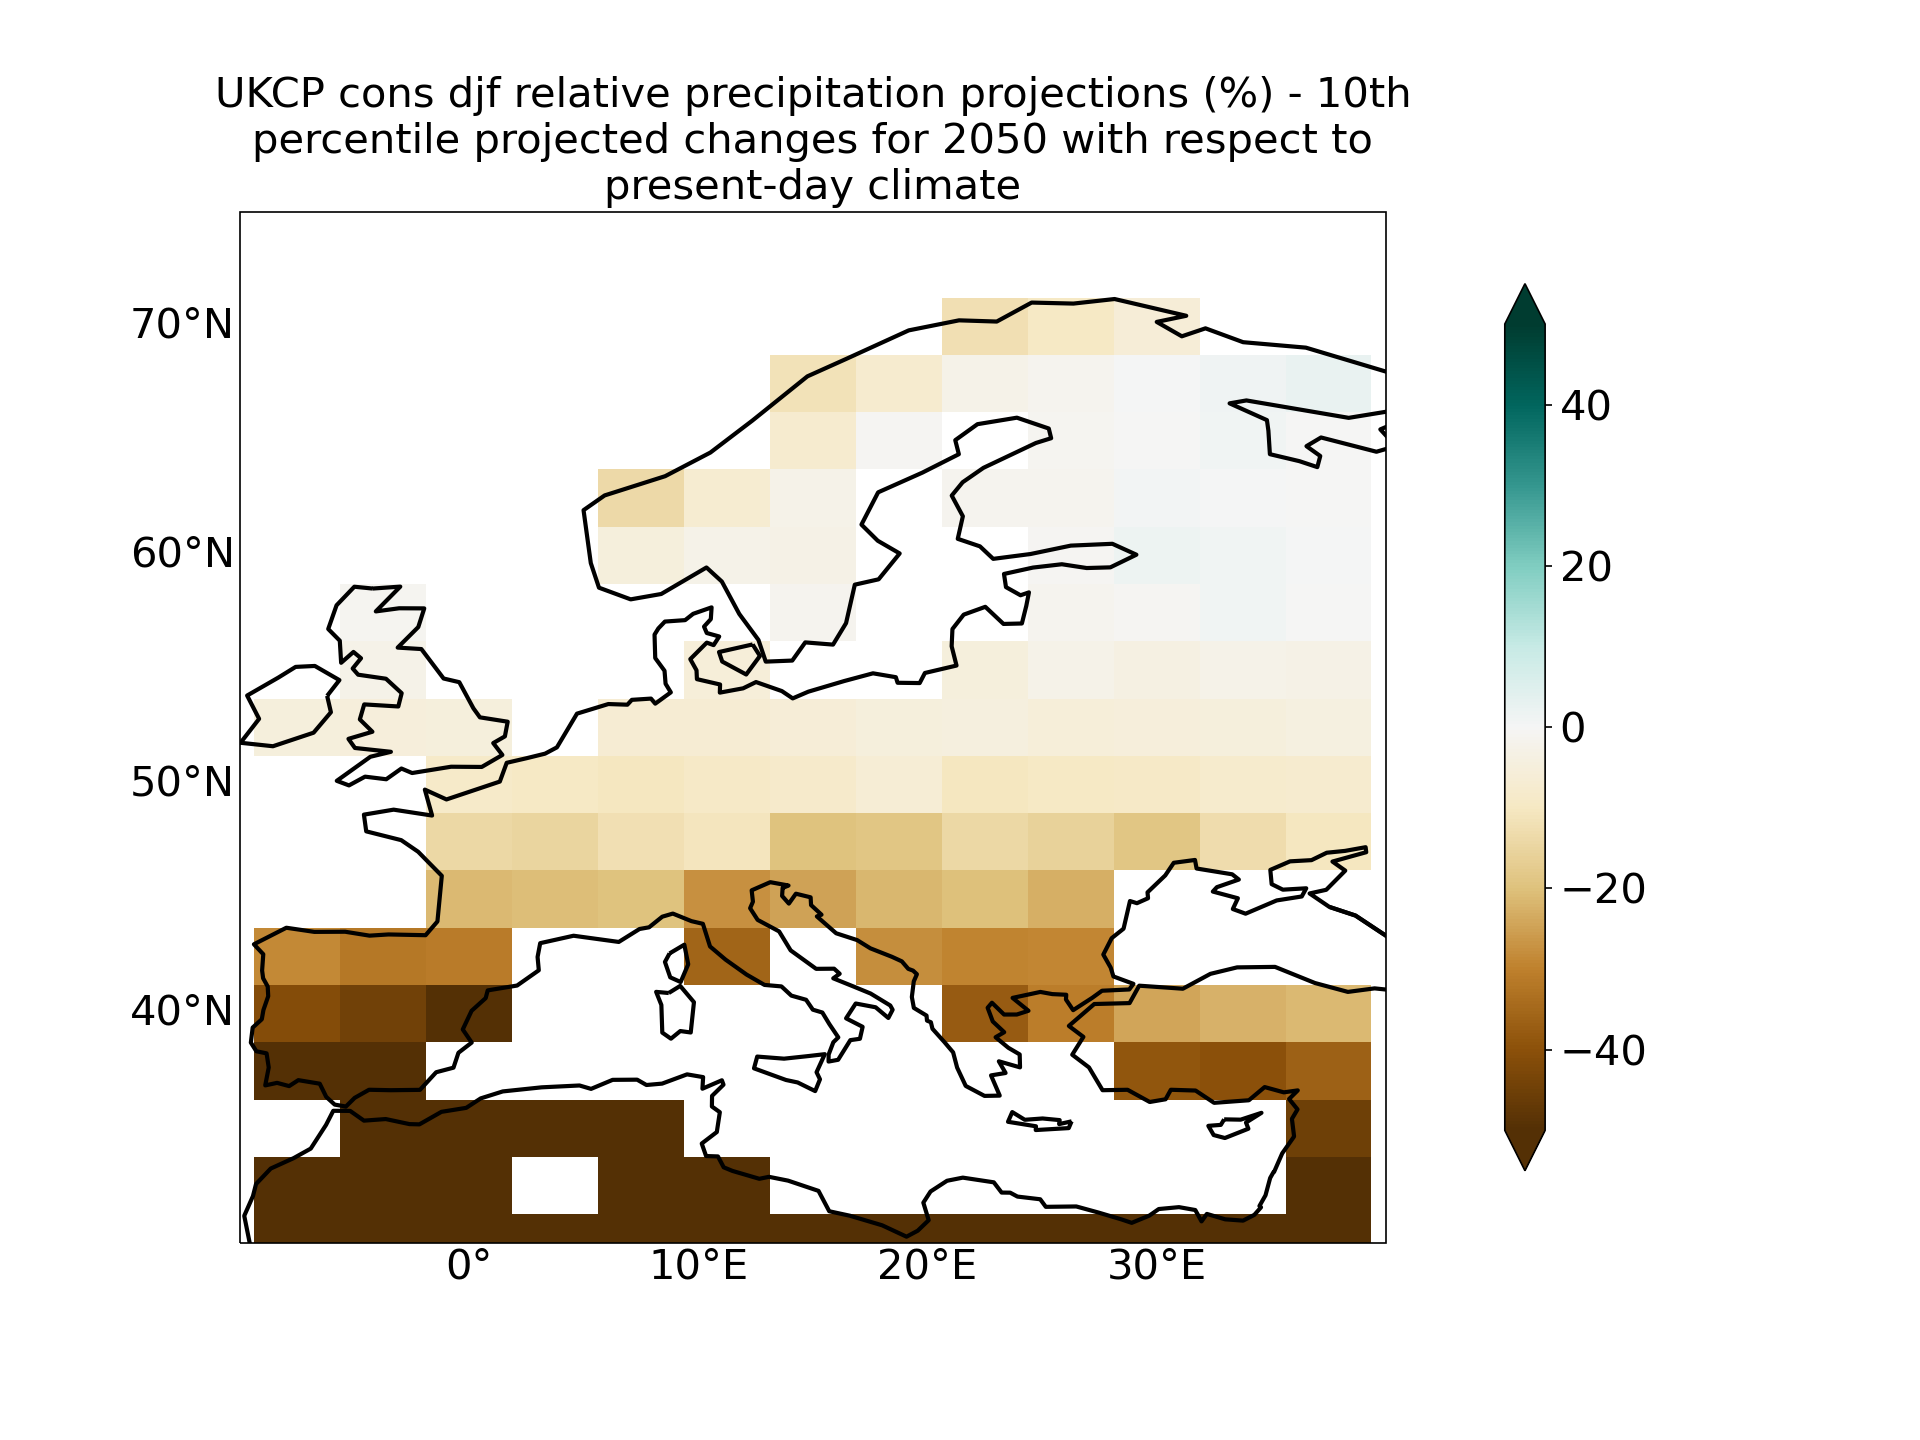 UKCP cons djf relative precipitation projections (%) - 10th
percentile projected changes for 2050 with respect to
present-day climate
70°N
60°N
50°N
40°N
0°
10°E
20°E
30°E
40
20
0
−20
−40